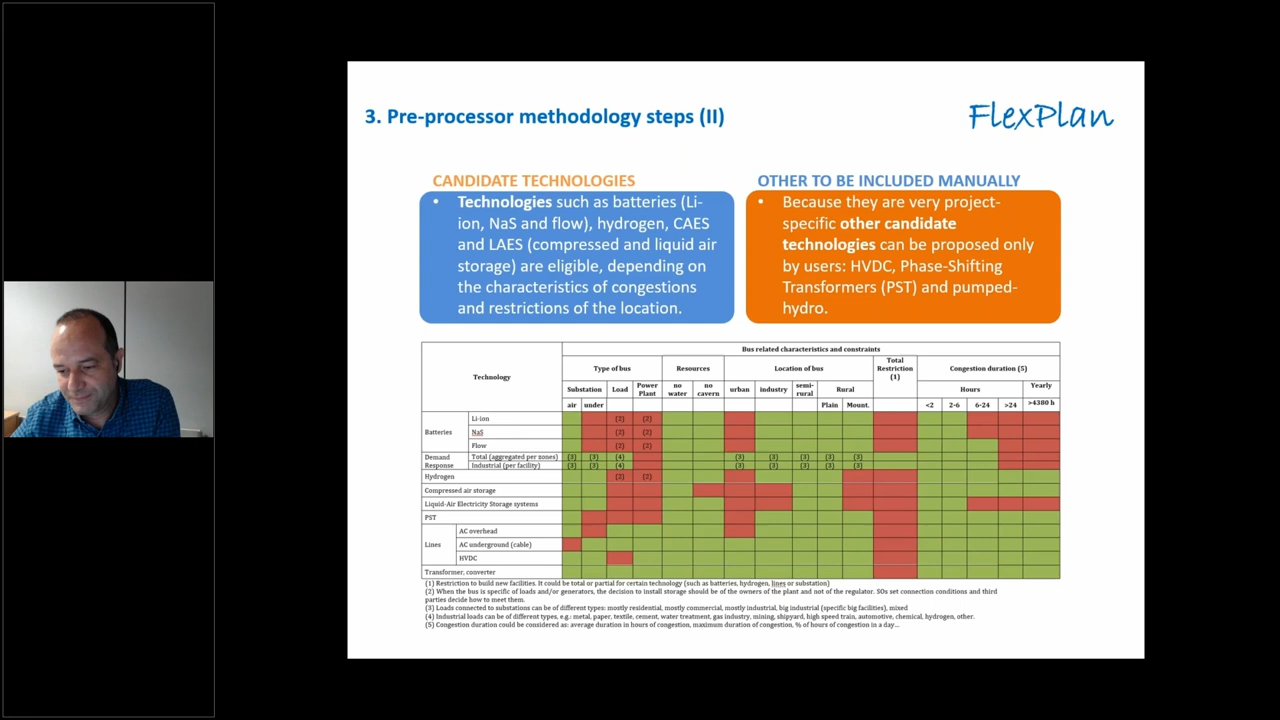 3. Pre-processor methodology steps (II)
FlexPlan
CANDIDATE TECHNOLOGIES
• Technologies such as batteries (Li-
ion, NaS and flow), hydrogen, CAES
and LAES (compressed and liquid air
storage) are eligible, depending on
the characteristics of congestions
and restrictions of the location.
OTHER TO BE INCLUDED MANUALLY
• Because they are very project-
specific other candidate
technologies can be proposed only
by users: HVDC, Phase-Shifting
Transformers (PST) and pumped-
hydro.
Technology
Bus related characteristics and constraints
Type of bus Resources Location of bus Total Restriction (1) Congestion duration (5)
Substation Load Power Plant no water no cavern urban industry semi-rural Rural Hours Yearly
air under Plain Mount. <2 2-6 6-24 >24 >4380 h
Batteries
Li-ion (2) (2)
NaS (2) (2)
Flow (2) (2)
Demand Response
Total (aggregated per zones) (3) (3) (4) (3) (3) (3) (3) (3)
Industrial (per facility) (3) (3) (4) (3) (3) (3) (3) (3)
Hydrogen (2) (2)
Compressed air storage
Liquid-Air Electricity Storage systems
PST
Lines
AC overhead
AC underground (cable)
HVDC
Transformer, converter
(1) Restriction to build new facilities. It could be total or partial for certain technology (such as batteries, hydrogen, lines or substation)
(2) When the bus is specific of loads and/or generators, the decision to install storage should be of the owners of the plant and not of the regulator. SOs set connection conditions and third
parties decide how to meet them.
(3) Loads connected to substations can be of different types: mostly residential, mostly commercial, mostly industrial, big industrial (specific big facilities), mixed
(4) Industrial loads can be of different types, e.g.: metal, paper, textile, cement, water treatment, gas industry, mining, shipyard, high speed train, automotive, chemical, hydrogen, other.
(5) Congestion duration could be considered as: average duration in hours of congestion, maximum duration of congestion, % of hours of congestion in a day...